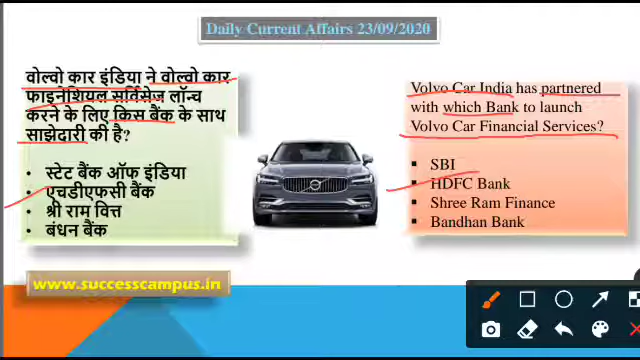 Daily Current Affairs 23/09/2020
वोल्वो कार इंडिया ने वोल्वो कार
फाइनेंशियल सर्विसेज लॉन्च
करने के लिए किस बैंक के साथ
साझेदारी की है?
• स्टेट बैंक ऑफ इंडिया
• एचडीएफसी बैंक
• श्री राम वित्त
• बंधन बैंक
Volvo Car India has partnered
with which Bank to launch
Volvo Car Financial Services?
▪ SBI
▪ HDFC Bank
▪ Shree Ram Finance
▪ Bandhan Bank
www.successcampus.in